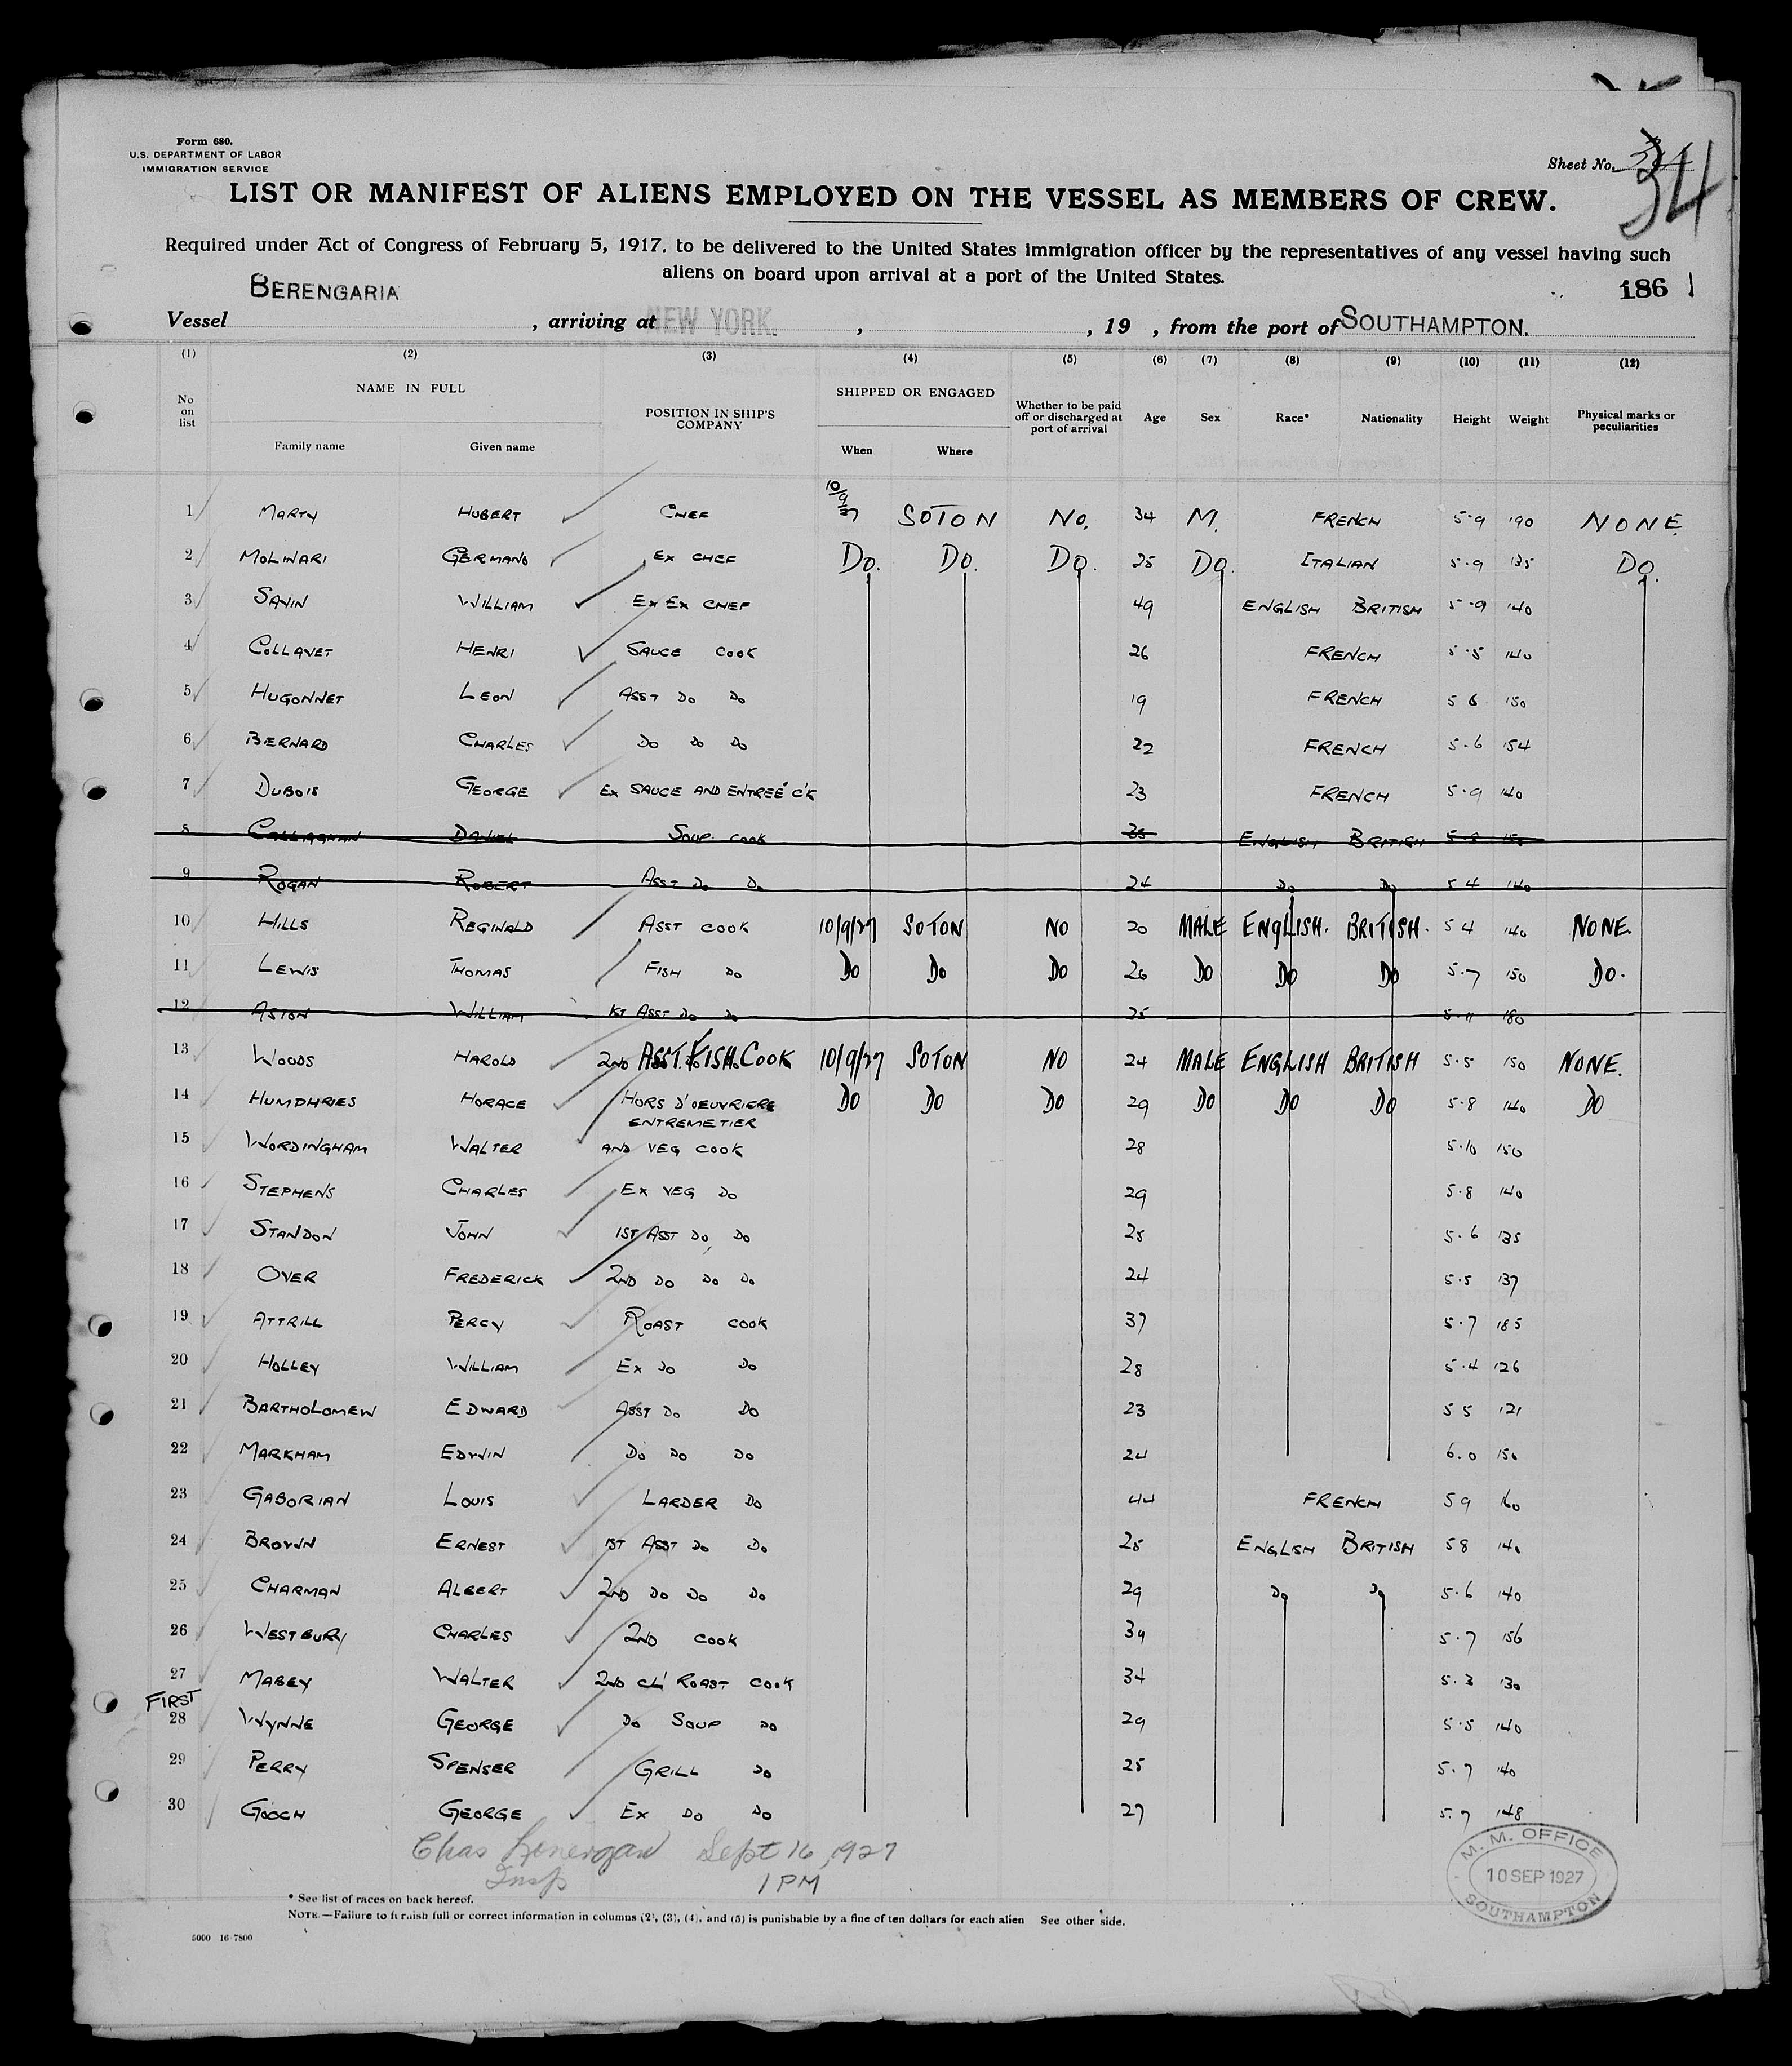 Form 680.
U.S. DEPARTMENT OF LABOR
IMMIGRATION SERVICE
Sheet No. 34
LIST OR MANIFEST OF ALIENS EMPLOYED ON THE VESSEL AS MEMBERS OF CREW.
Required under Act of Congress of February 5, 1917, to be delivered to the United States immigration officer by the representatives of any vessel having such
aliens on board upon arrival at a port of the United States.
186
Vessel BERENGARIA, arriving at NEW YORK. , , 19 , from the port of SOUTHAMPTON.
(1) (2) (3) (4) (5) (6) (7) (8) (9) (10) (11) (12)
No on list NAME IN FULL Family name Given name POSITION IN SHIP'S COMPANY SHIPPED OR ENGAGED When Where Whether to be paid off or discharged at port of arrival Age Sex Race* Nationality Height Weight Physical marks or peculiarities
1 MARTY HUBERT CHEF 10/9/27 SOTON NO. 34 M. FRENCH 5·9 190 NONE
2 MOLINARI GERMANO EX CHEF DO. DO. DO. 25 DO. ITALIAN 5·9 135 DO.
3 SAVIN WILLIAM EX EX CHEF 49 ENGLISH BRITISH 5·9 140
4 COLLAVET HENRI SAUCE COOK 26 FRENCH 5·5 140
5 HUGONNET LEON ASST DO DO 19 FRENCH 5 6 150
6 BERNARD CHARLES DO DO DO 22 FRENCH 5·6 154
7 DUBOIS GEORGE EX SAUCE AND ENTREÉ C'K 23 FRENCH 5·9 140
8 CALLAGHAN DANIEL SOUP COOK 35 ENGLISH BRITISH 5·8 150
9 ROGAN ROBERT ASST DO DO 24 DO DO 5 4 140
10 HILLS REGINALD ASST COOK 10/9/27 SOTON NO 20 MALE ENGLISH. BRITISH. 5 4 140 NONE.
11 LEWIS THOMAS FISH DO DO DO DO 26 DO DO DO 5·7 150 DO.
12 ASTON WILLIAM 1ST ASST DO DO 25 5·11 180
13 WOODS HAROLD 2ND ASST. FISH. COOK 10/9/27 SOTON NO 24 MALE ENGLISH BRITISH 5·5 150 NONE.
14 HUMPHRIES HORACE HORS D'OEUVRIERE DO DO DO 29 DO DO DO 5·8 140 DO
ENTREMETIER
15 WORDINGHAM WALTER AND VEG COOK 28 5·10 150
16 STEPHENS CHARLES EX VEG DO 29 5·8 140
17 STANDON JOHN 1ST ASST DO DO 25 5·6 135
18 OVER FREDERICK 2ND DO DO DO 24 5·5 137
19 ATTRILL PERCY ROAST COOK 37 5·7 185
20 HOLLEY WILLIAM EX DO DO 28 5·4 126
21 BARTHOLOMEW EDWARD ASST DO DO 23 5 5 121
22 MARKHAM EDWIN DO DO DO 24 6·0 150
23 GABORIAN LOUIS LARDER DO 44 FRENCH 5 9 160
24 BROWN ERNEST 1ST ASST DO DO 25 ENGLISH BRITISH 5 8 140
25 CHARMAN ALBERT 2ND DO DO DO 29 DO DO 5·6 140
26 WESTBURY CHARLES 2ND COOK 39 5·7 156
27 MABEY WALTER 2ND CL' ROAST COOK 34 5·3 130
FIRST
28 WYNNE GEORGE DO SOUP DO 29 5·5 140
29 PERRY SPENSER GRILL DO 25 5·7 140
30 GOOCH GEORGE EX DO DO 27 5·7 148
Chas Sept 16, 1927
Insp 1 PM
M. M. OFFICE
10 SEP 1927
SOUTHAMPTON
* See list of races on back hereof.
NOTE.—Failure to furnish full or correct information in columns (2), (3), (4), and (5) is punishable by a fine of ten dollars for each alien See other side.
5000 16-7800